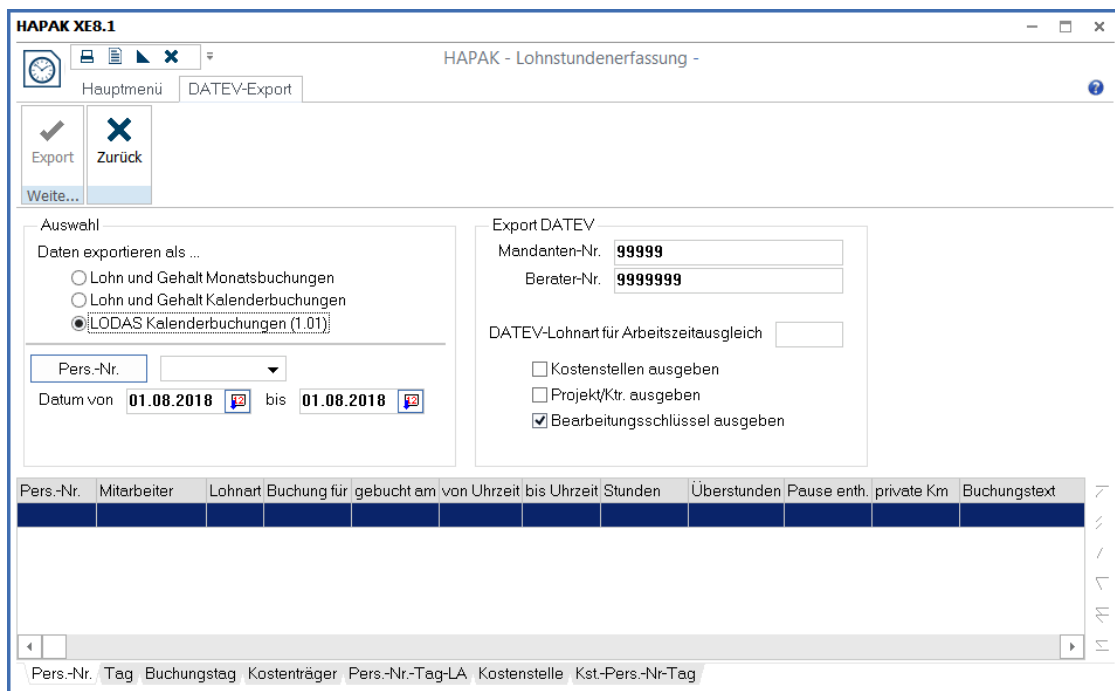 HAPAK XE8.1
HAPAK - Lohnstundenerfassung -
Hauptmenü DATEV-Export
Export Zurück
Weite...
Auswahl
Daten exportieren als ...
Lohn und Gehalt Monatsbuchungen
Lohn und Gehalt Kalenderbuchungen
LODAS Kalenderbuchungen (1.01)
Pers.-Nr.
Datum von 01.08.2018 bis 01.08.2018
Export DATEV
Mandanten-Nr. 99999
Berater-Nr. 9999999
DATEV-Lohnart für Arbeitszeitausgleich
Kostenstellen ausgeben
Projekt/Ktr. ausgeben
Bearbeitungsschlüssel ausgeben
Pers.-Nr. Mitarbeiter Lohnart Buchung für gebucht am von Uhrzeit bis Uhrzeit Stunden Überstunden Pause enth. private Km Buchungstext
Pers.-Nr. Tag Buchungstag Kostenträger Pers.-Nr.-Tag-LA Kostenstelle Kst.-Pers.-Nr-Tag